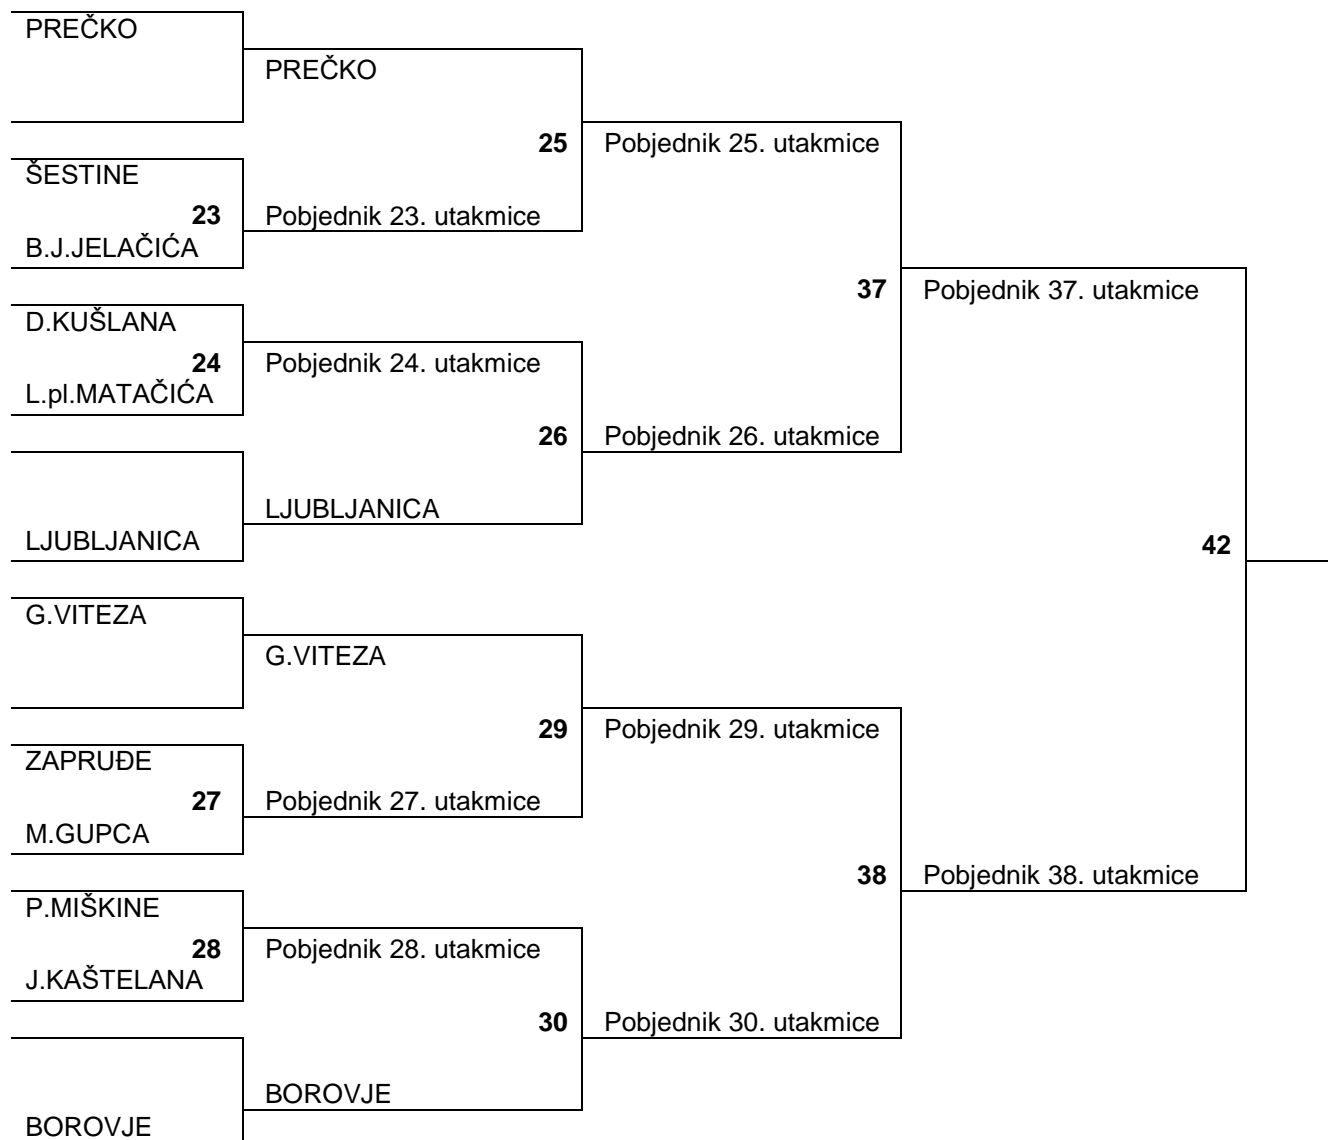 PREČKO
PREČKO
25 Pobjednik 25. utakmice
ŠESTINE
23 Pobjednik 23. utakmice
B.J.JELAČIĆA
37 Pobjednik 37. utakmice
D.KUŠLANA
24 Pobjednik 24. utakmice
L.pl.MATAČIĆA
26 Pobjednik 26. utakmice
LJUBLJANICA
LJUBLJANICA
42
G.VITEZA
G.VITEZA
29 Pobjednik 29. utakmice
ZAPRUĐE
27 Pobjednik 27. utakmice
M.GUPCA
38 Pobjednik 38. utakmice
P.MIŠKINE
28 Pobjednik 28. utakmice
J.KAŠTELANA
30 Pobjednik 30. utakmice
BOROVJE
BOROVJE